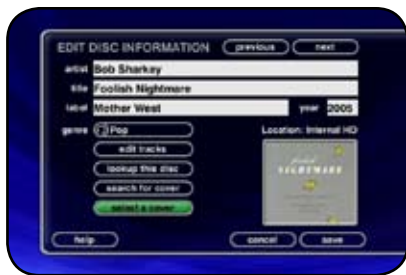 EDIT DISC INFORMATION previous next
artist Bob Sharkey
title Foolish Nightmare
label Mother West year 2005
genre Pop Location: Internal HD
edit tracks
lookup this disc
search for cover
select a cover
NIGHTMARE
help cancel save